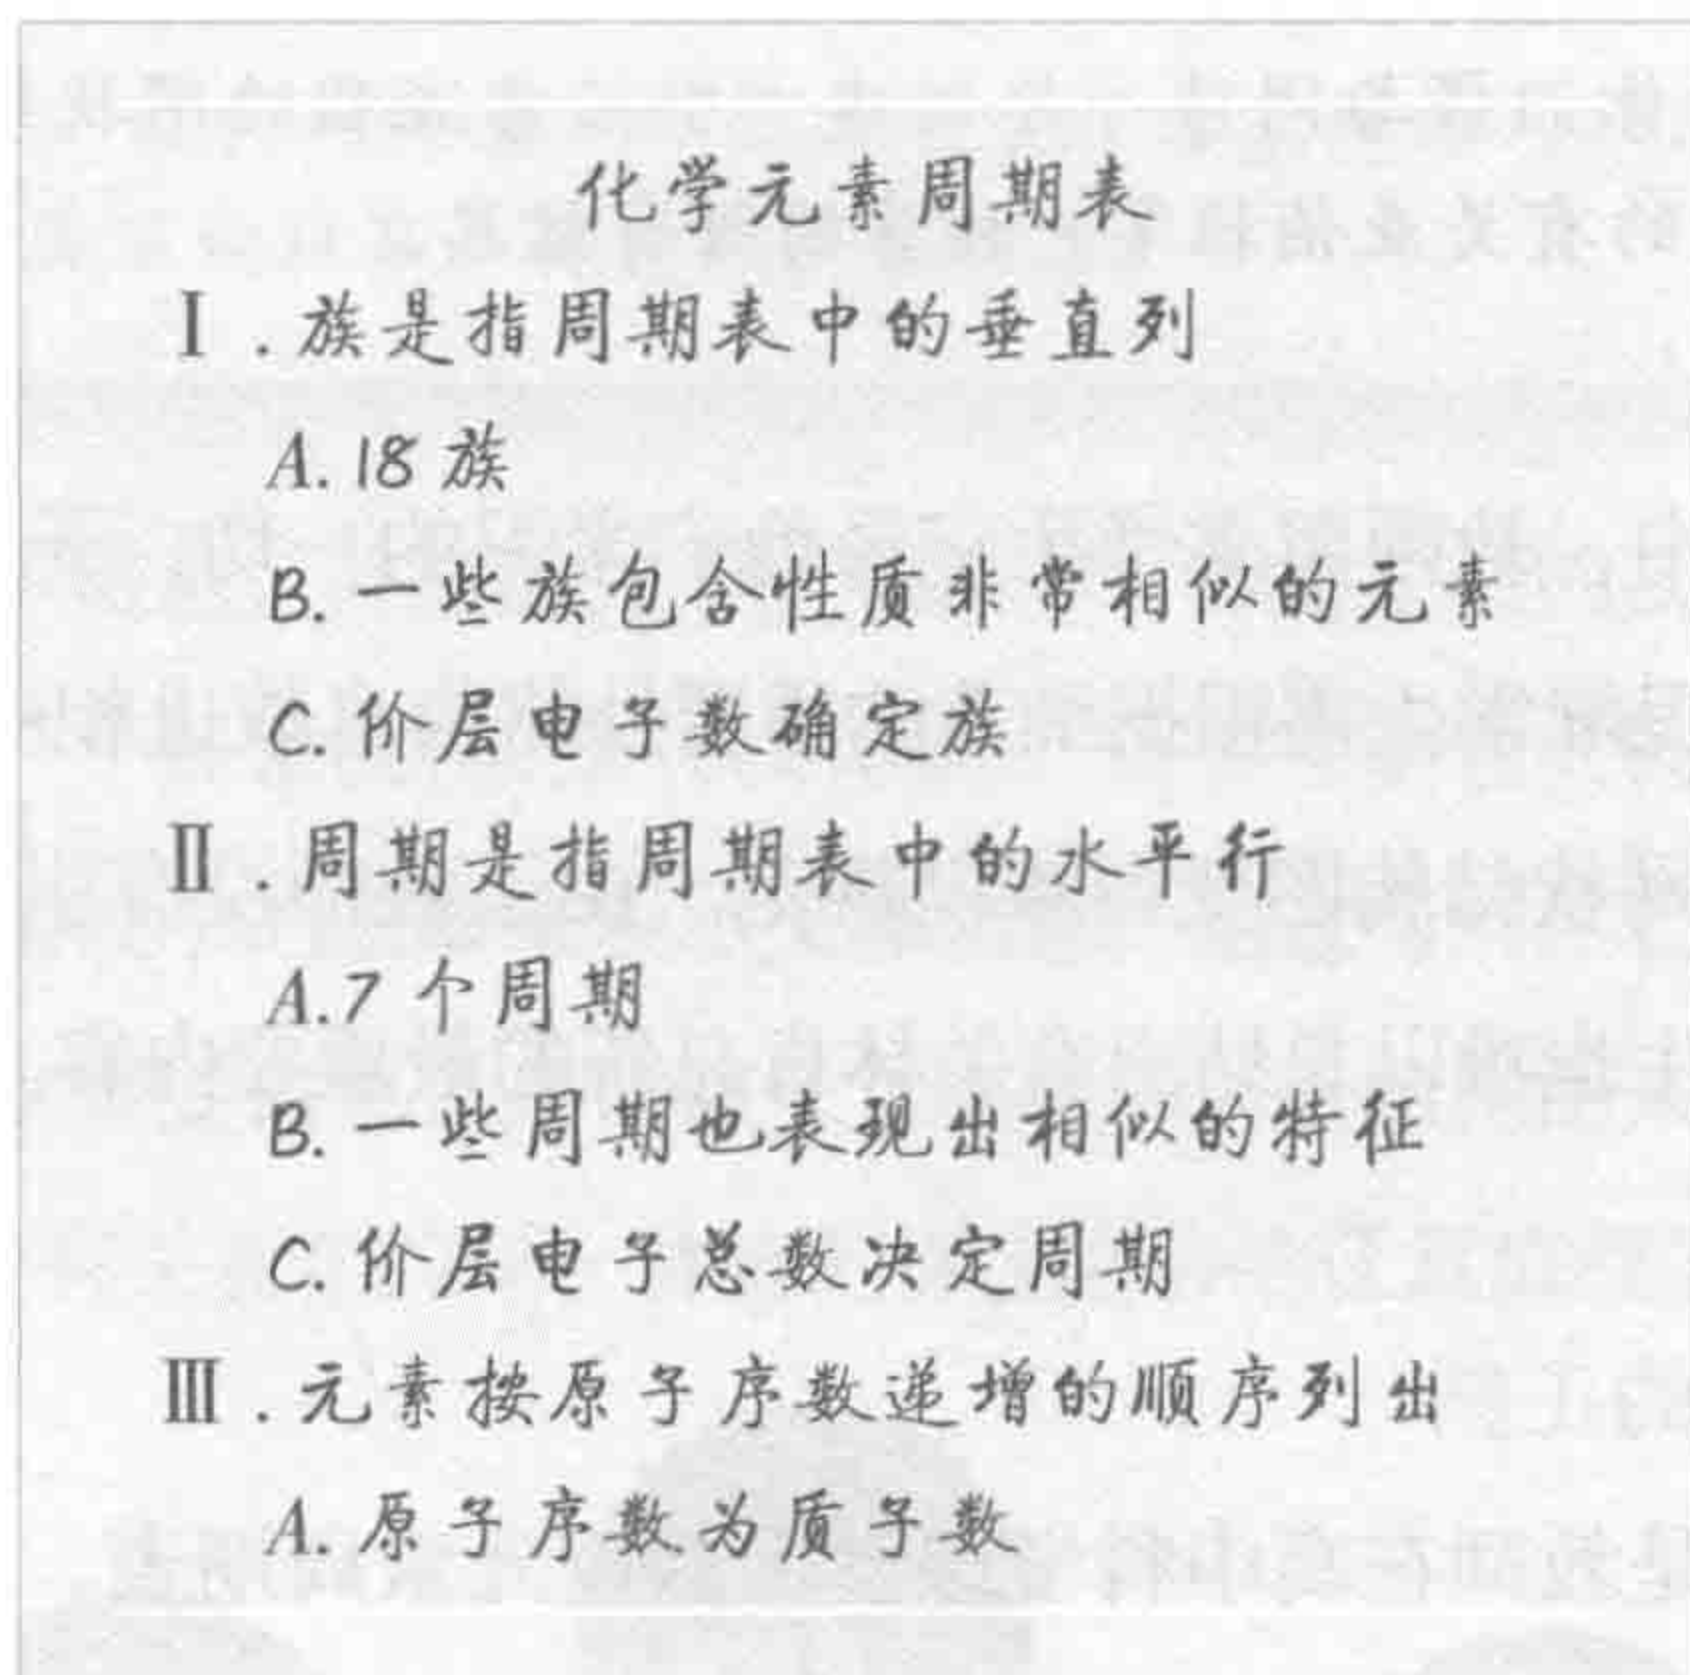 化学元素周期表
Ⅰ.族是指周期表中的垂直列
A. 18 族
B. 一些族包含性质非常相似的元素
C. 价层电子数确定族
Ⅱ.周期是指周期表中的水平行
A.7 个周期
B. 一些周期也表现出相似的特征
C. 价层电子总数决定周期
Ⅲ.元素按原子序数递增的顺序列出
A. 原子序数为质子数